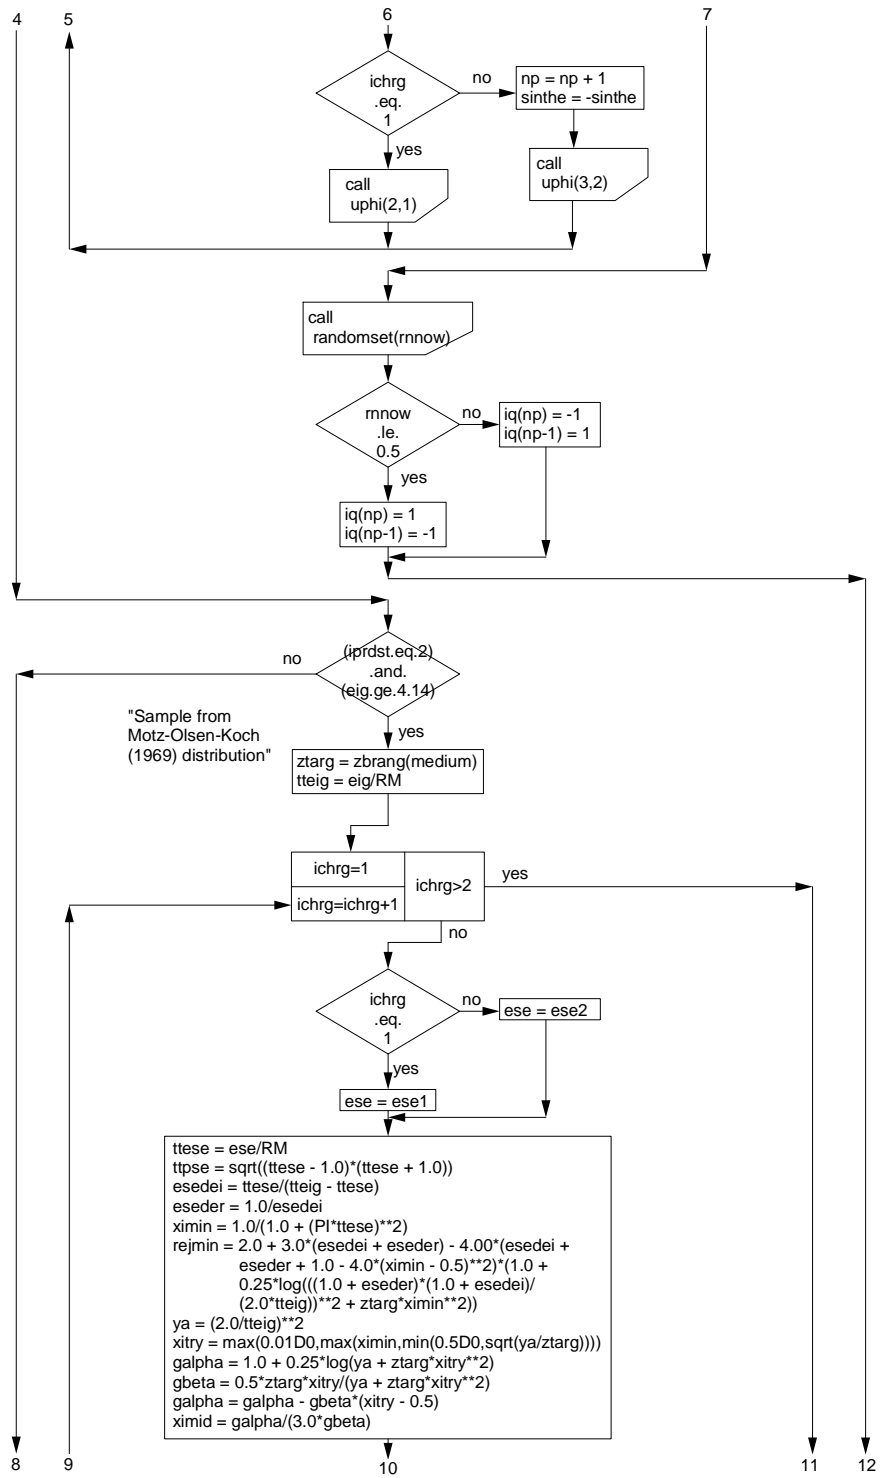 4
5
6
7
ichrg
.eq.
1
no
np = np + 1
sinthe = -sinthe
yes
call
uphi(2,1)
call
uphi(3,2)
call
randomset(rnnow)
rnnow
.le.
0.5
no
iq(np) = -1
iq(np-1) = 1
yes
iq(np) = 1
iq(np-1) = -1
(iprdst.eq.2)
.and.
(eig.ge.4.14)
no
yes
"Sample from
Motz-Olsen-Koch
(1969) distribution"
ztarg = zbrang(medium)
tteig = eig/RM
ichrg=1
ichrg=ichrg+1
ichrg>2
yes
no
ichrg
.eq.
1
no
ese = ese2
yes
ese = ese1
ttese = ese/RM
ttpse = sqrt((ttese - 1.0)*(ttese + 1.0))
esedei = ttese/(tteig - ttese)
eseder = 1.0/esedei
ximin = 1.0/(1.0 + (PI*ttese)**2)
rejmin = 2.0 + 3.0*(esedei + eseder) - 4.00*(esedei +
eseder + 1.0 - 4.0*(ximin - 0.5)**2)*(1.0 +
0.25*log(((1.0 + eseder)*(1.0 + esedei)/
(2.0*tteig))**2 + ztarg*ximin**2))
ya = (2.0/tteig)**2
xitry = max(0.01D0,max(ximin,min(0.5D0,sqrt(ya/ztarg))))
galpha = 1.0 + 0.25*log(ya + ztarg*xitry**2)
gbeta = 0.5*ztarg*xitry/(ya + ztarg*xitry**2)
galpha = galpha - gbeta*(xitry - 0.5)
ximid = galpha/(3.0*gbeta)
8
9
10
11
12